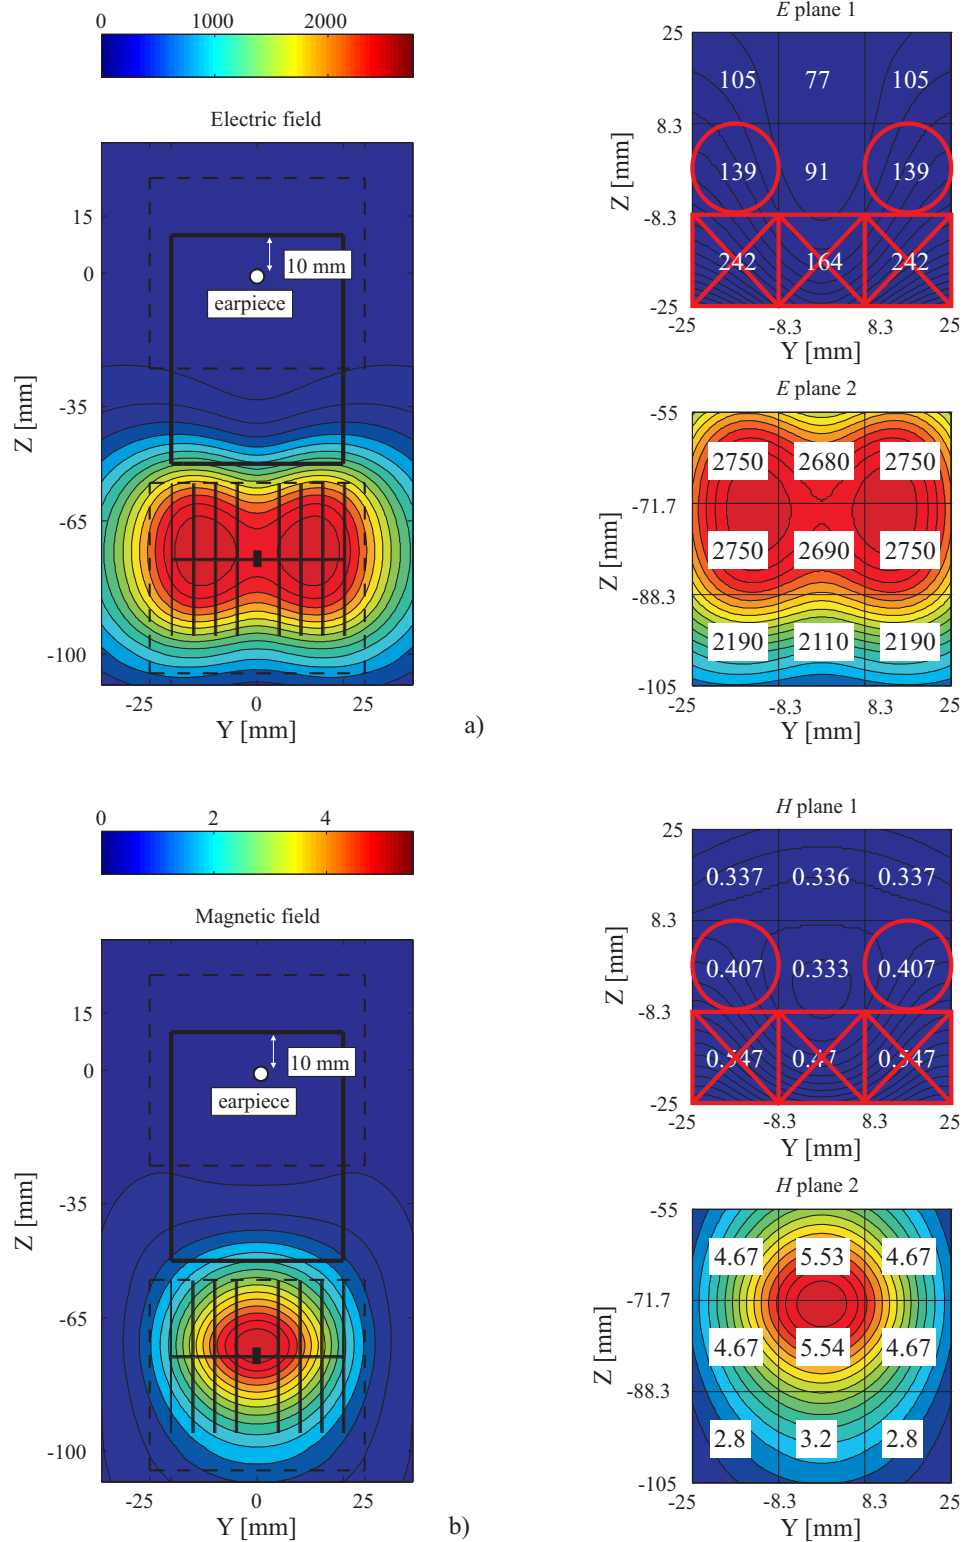 0 1000 2000
Electric field
15
0
10 mm
earpiece
-35
-65
-100
Z [mm]
-25 0 25
Y [mm]
a)
E plane 1
25
105 77 105
8.3
139 91 139
-8.3
242 164 242
-25
Z [mm]
-25 -8.3 8.3 25
Y [mm]
E plane 2
-55
2750 2680 2750
-71.7
2750 2690 2750
-88.3
2190 2110 2190
-105
Z [mm]
-25 -8.3 8.3 25
Y [mm]
0 2 4
Magnetic field
15
0
10 mm
earpiece
-35
-65
-100
Z [mm]
-25 0 25
Y [mm]
b)
H plane 1
25
0.337 0.336 0.337
8.3
0.407 0.333 0.407
-8.3
0.547 0.47 0.547
-25
Z [mm]
-25 -8.3 8.3 25
Y [mm]
H plane 2
-55
4.67 5.53 4.67
-71.7
4.67 5.54 4.67
-88.3
2.8 3.2 2.8
-105
Z [mm]
-25 -8.3 8.3 25
Y [mm]